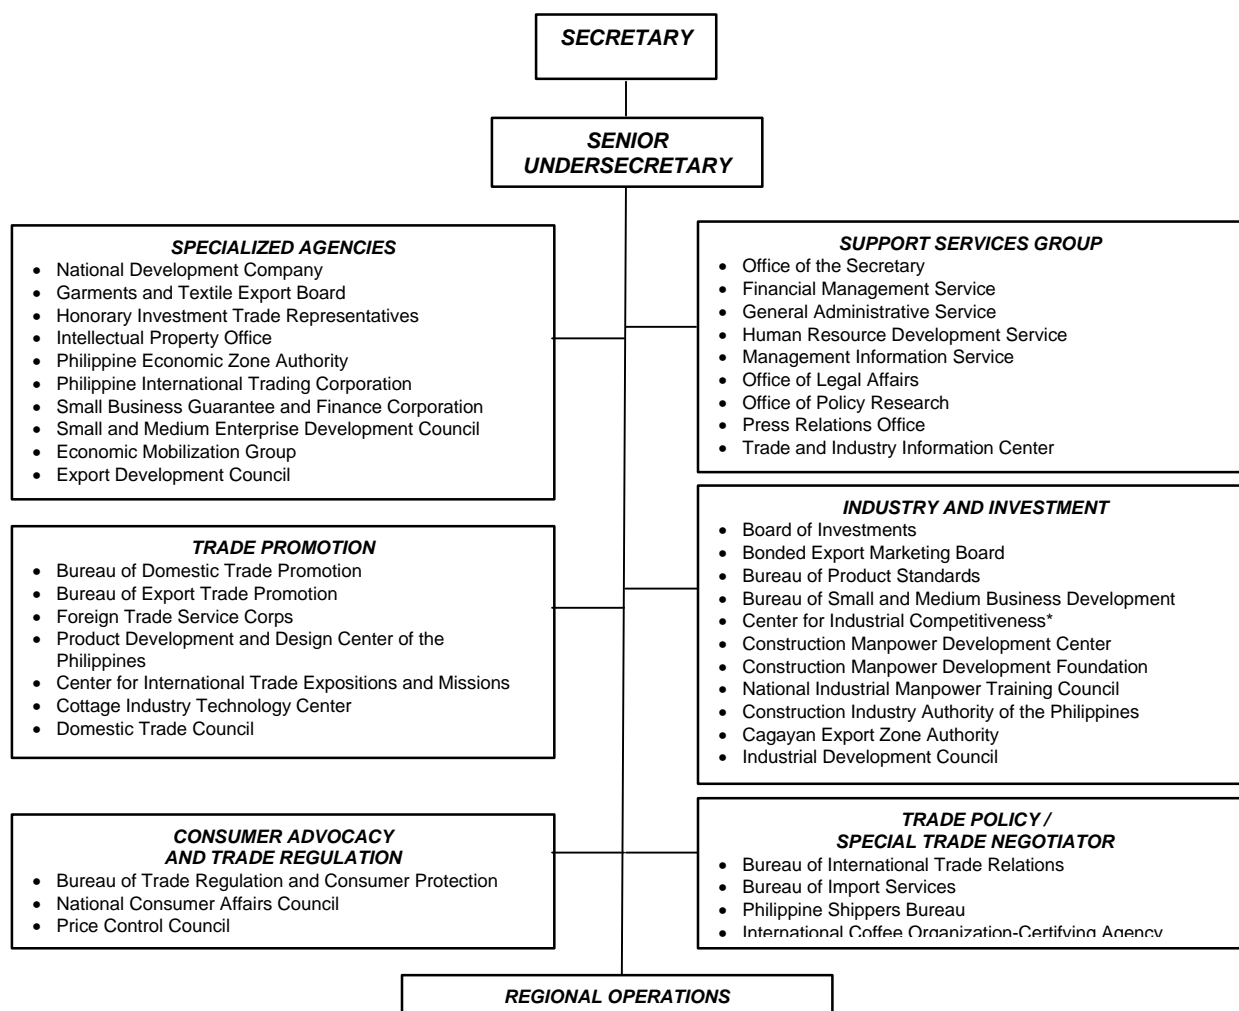 SECRETARY
SENIOR
UNDERSECRETARY
SPECIALIZED AGENCIES
• National Development Company
• Garments and Textile Export Board
• Honorary Investment Trade Representatives
• Intellectual Property Office
• Philippine Economic Zone Authority
• Philippine International Trading Corporation
• Small Business Guarantee and Finance Corporation
• Small and Medium Enterprise Development Council
• Economic Mobilization Group
• Export Development Council
SUPPORT SERVICES GROUP
• Office of the Secretary
• Financial Management Service
• General Administrative Service
• Human Resource Development Service
• Management Information Service
• Office of Legal Affairs
• Office of Policy Research
• Press Relations Office
• Trade and Industry Information Center
TRADE PROMOTION
• Bureau of Domestic Trade Promotion
• Bureau of Export Trade Promotion
• Foreign Trade Service Corps
• Product Development and Design Center of the
Philippines
• Center for International Trade Expositions and Missions
• Cottage Industry Technology Center
• Domestic Trade Council
INDUSTRY AND INVESTMENT
• Board of Investments
• Bonded Export Marketing Board
• Bureau of Product Standards
• Bureau of Small and Medium Business Development
• Center for Industrial Competitiveness*
• Construction Manpower Development Center
• Construction Manpower Development Foundation
• National Industrial Manpower Training Council
• Construction Industry Authority of the Philippines
• Cagayan Export Zone Authority
• Industrial Development Council
CONSUMER ADVOCACY
AND TRADE REGULATION
• Bureau of Trade Regulation and Consumer Protection
• National Consumer Affairs Council
• Price Control Council
TRADE POLICY /
SPECIAL TRADE NEGOTIATOR
• Bureau of International Trade Relations
• Bureau of Import Services
• Philippine Shippers Bureau
• International Coffee Organization-Certifying Agency
REGIONAL OPERATIONS